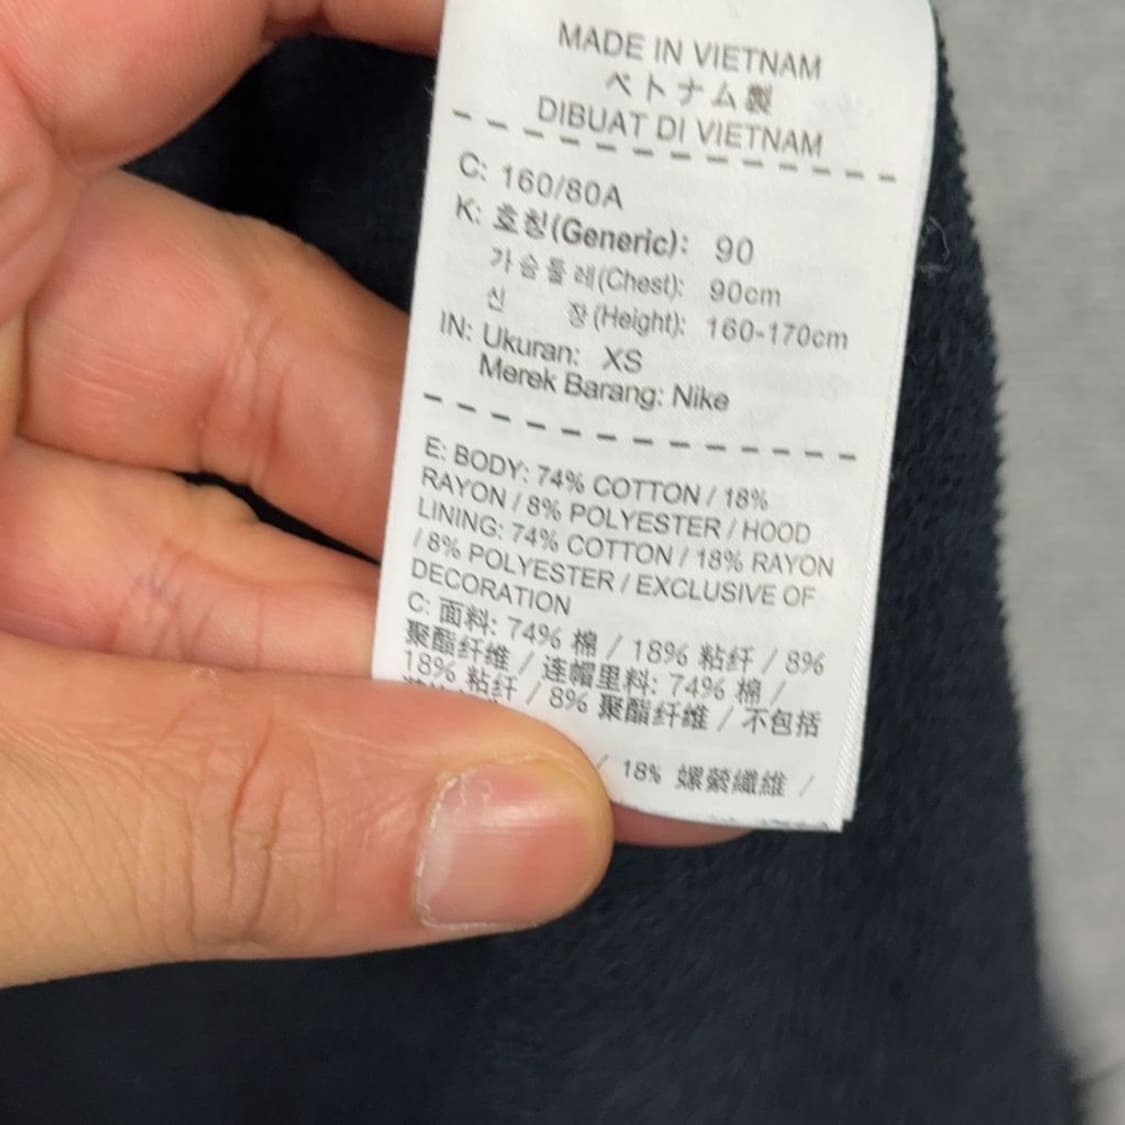 MADE IN VIETNAM
ベトナム製
DIBUAT DI VIETNAM
C: 160/80A
K: 호칭(Generic): 90
가슴둘레(Chest): 90cm
신 장(Height): 160-170cm
IN: Ukuran: XS
Merek Barang: Nike
E: BODY: 74% COTTON / 18%
RAYON / 8% POLYESTER / HOOD
LINING: 74% COTTON / 18% RAYON
/ 8% POLYESTER / EXCLUSIVE OF
DECORATION
C: 面料: 74% 棉 / 18% 粘纤 / 8%
聚酯纤维 / 连帽里料: 74% 棉 /
18% 粘纤 / 8% 聚酯纤维 / 不包括
/ 18% 螺縈纖維 /